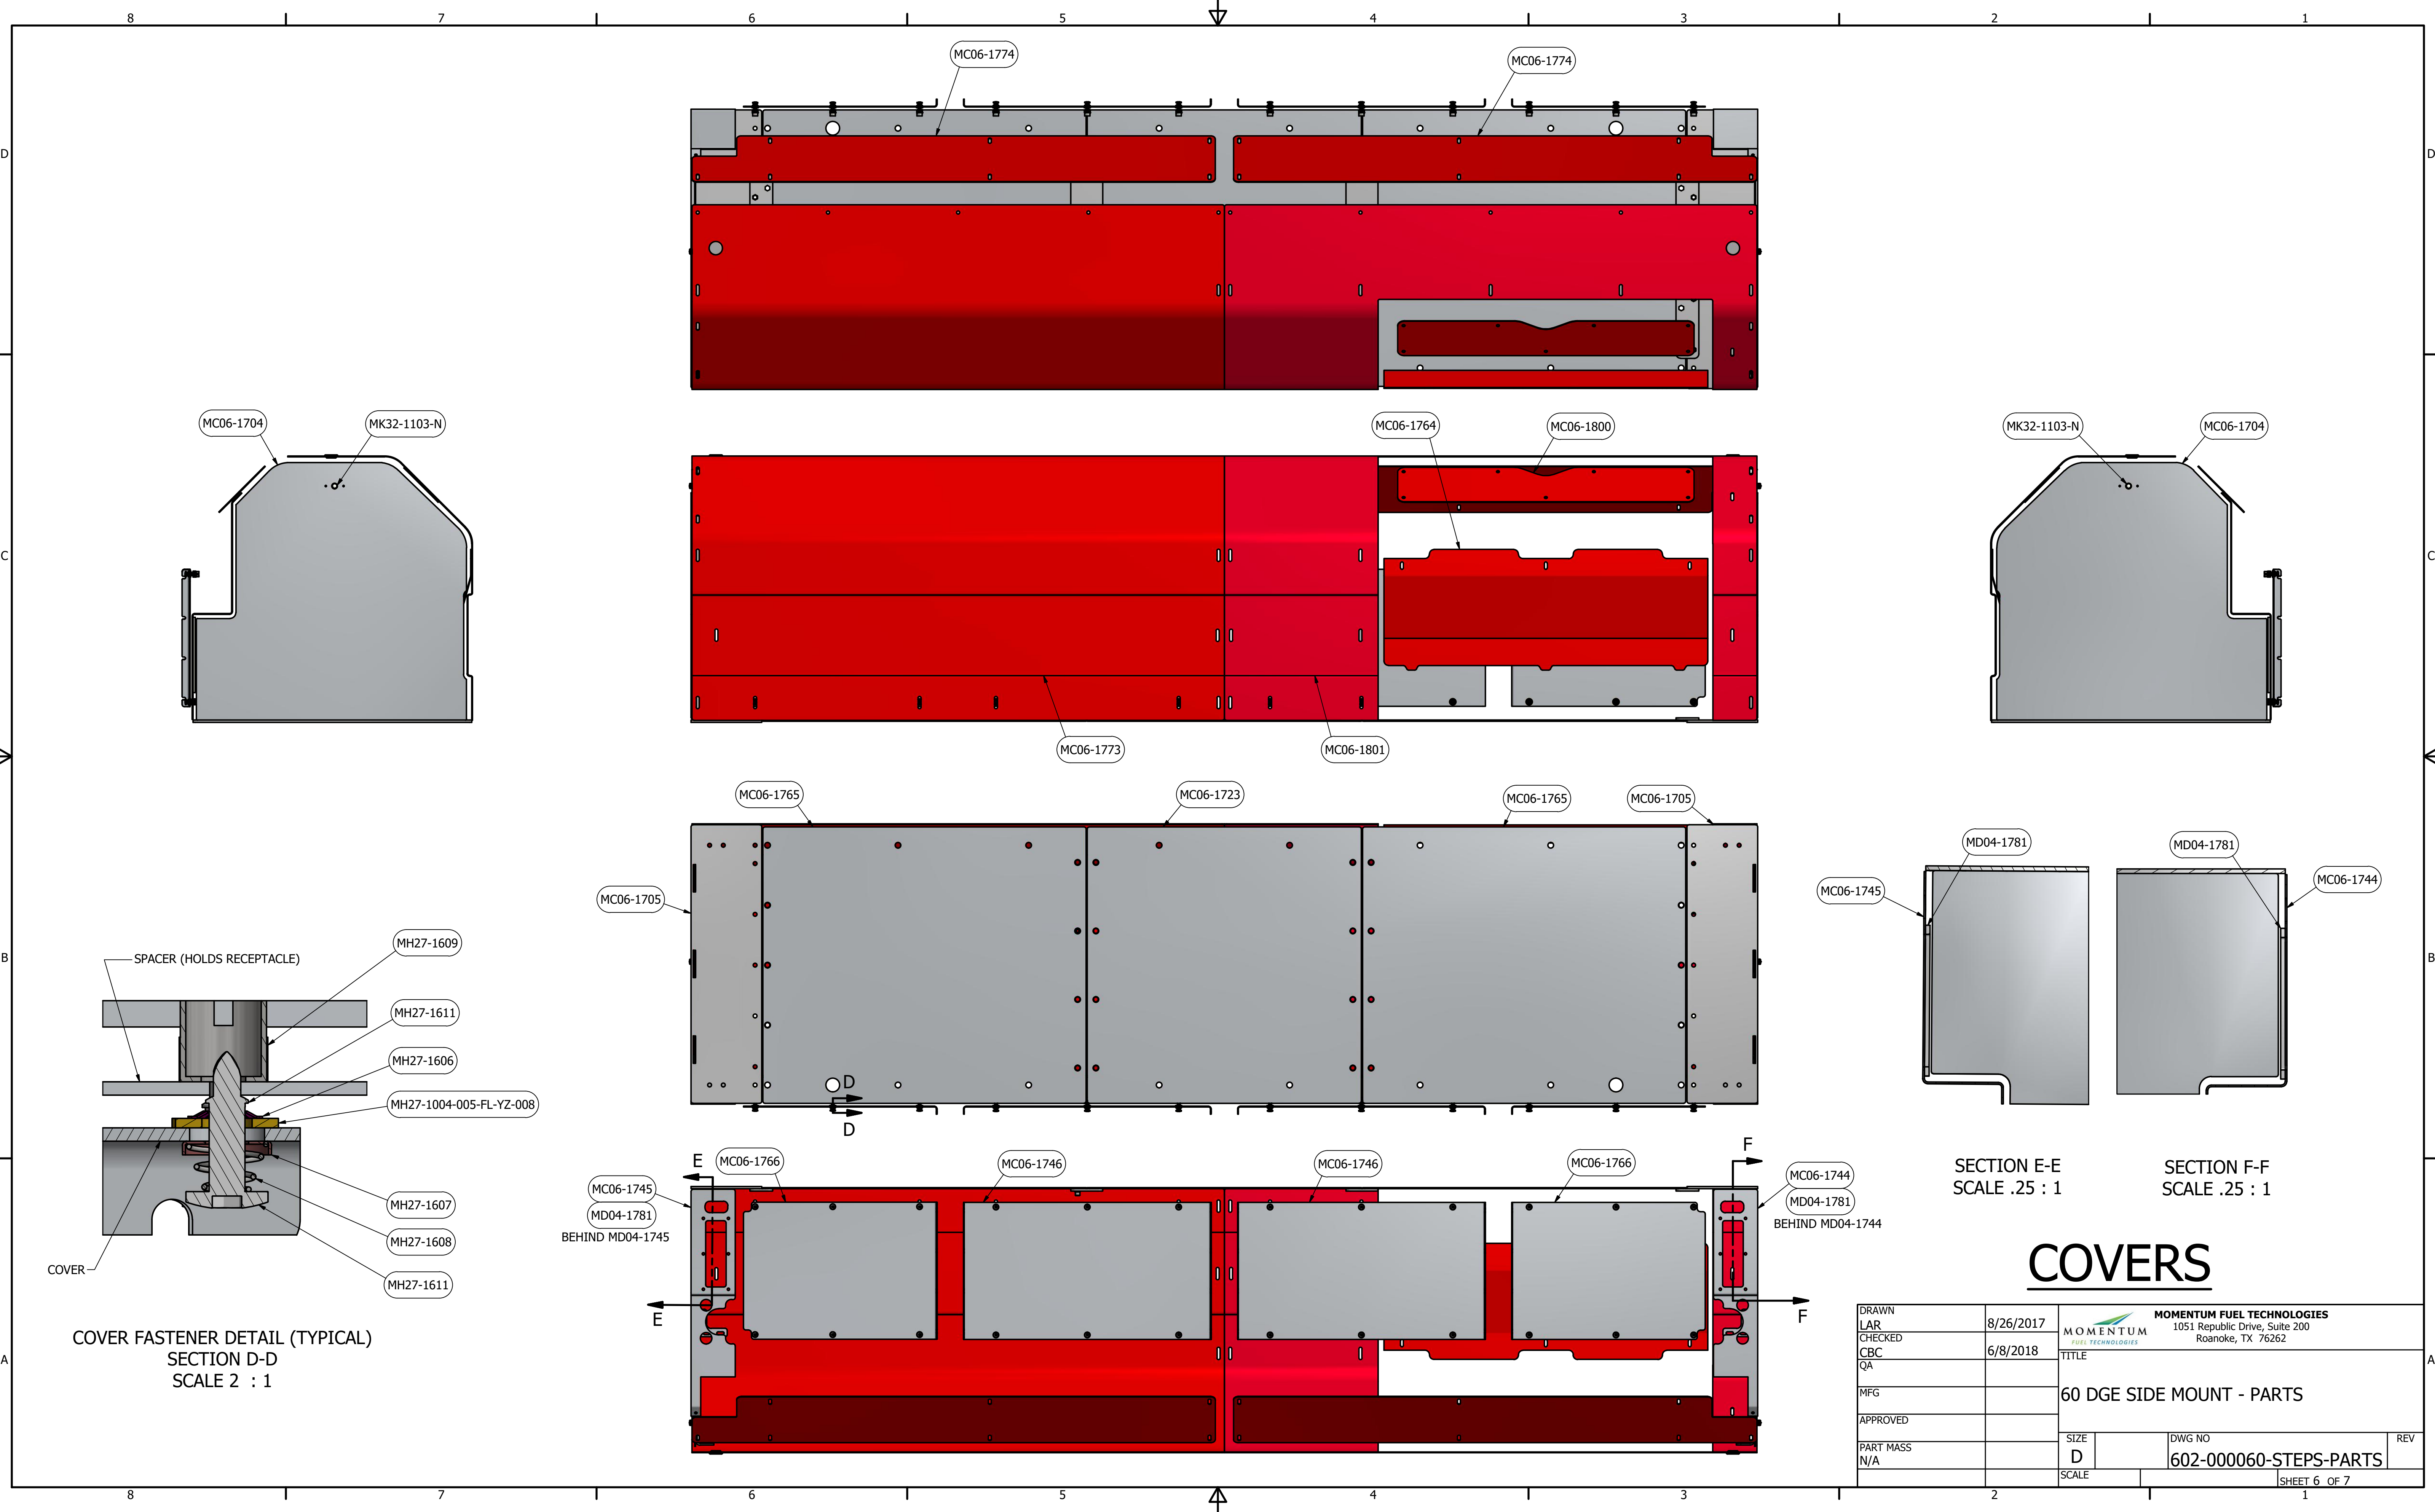 8 7 6 5 4 3 2 1
D
D
C
C
B
B
A
A
MC06-1774
MC06-1774
MC06-1704
MK32-1103-N
MC06-1764
MC06-1800
MK32-1103-N
MC06-1704
MC06-1773
MC06-1801
MC06-1765
MC06-1723
MC06-1765
MC06-1705
MC06-1705
D
D
MD04-1781
MC06-1745
MD04-1781
MC06-1744
SECTION E-E
SCALE .25 : 1
SECTION F-F
SCALE .25 : 1
SPACER (HOLDS RECEPTACLE)
MH27-1609
MH27-1611
MH27-1606
MH27-1004-005-FL-YZ-008
MH27-1607
MH27-1608
MH27-1611
COVER
COVER FASTENER DETAIL (TYPICAL)
SECTION D-D
SCALE 2 : 1
E
E
MC06-1766
MC06-1746
MC06-1746
MC06-1766
F
F
MC06-1745
MD04-1781
BEHIND MD04-1745
MC06-1744
MD04-1781
BEHIND MD04-1744
COVERS
DRAWN
LAR 8/26/2017
CHECKED
CBC 6/8/2018
QA
MFG
APPROVED
PART MASS
N/A
MOMENTUM
FUEL TECHNOLOGIES
MOMENTUM FUEL TECHNOLOGIES
1051 Republic Drive, Suite 200
Roanoke, TX 76262
TITLE
60 DGE SIDE MOUNT - PARTS
SIZE
D
DWG NO
602-000060-STEPS-PARTS
REV
SCALE
SHEET 6 OF 7
8 7 6 5 4 3 2 1